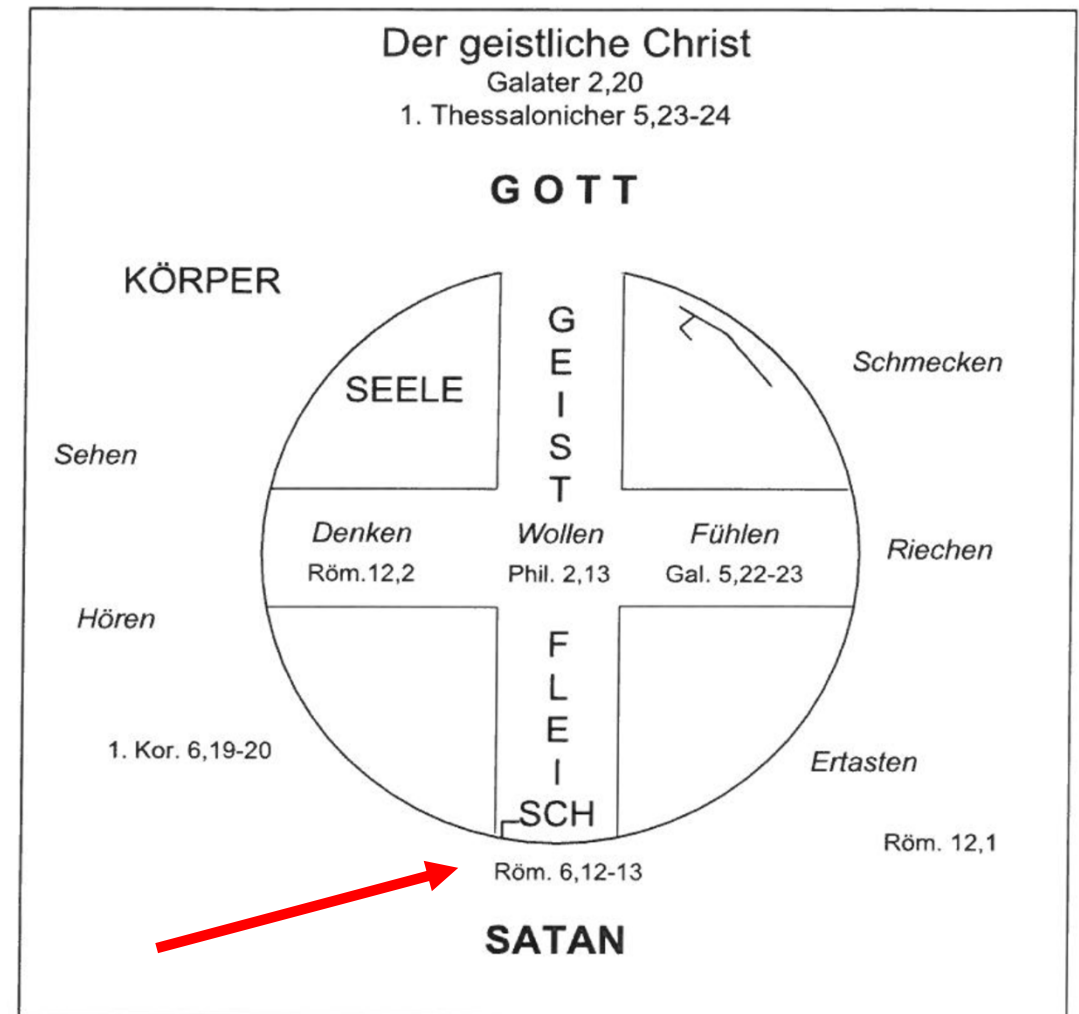 Der geistliche Christ
Galater 2,20
1. Thessalonicher 5,23-24
G O T T
KÖRPER
GEIST
SEELE
Schmecken
Sehen
Denken Wollen Fühlen
Röm.12,2 Phil. 2,13 Gal. 5,22-23
Riechen
Hören
FLEISCH
1. Kor. 6,19-20
Ertasten
Röm. 12,1
Röm. 6,12-13
SATAN